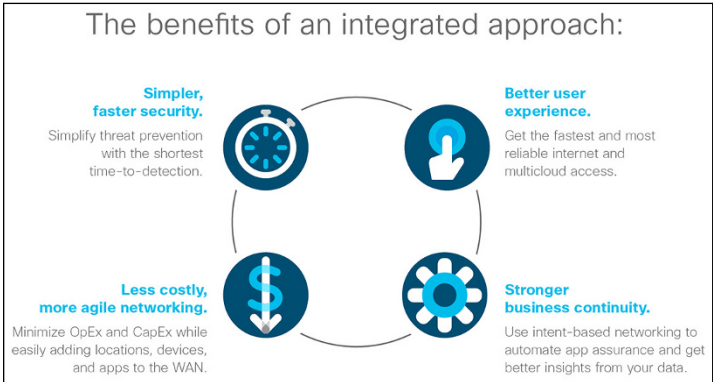 The benefits of an integrated approach:
Simpler,
faster security.
Simplify threat prevention
with the shortest
time-to-detection.
Better user
experience.
Get the fastest and most
reliable internet and
multicloud access.
Less costly,
more agile networking.
Minimize OpEx and CapEx while
easily adding locations, devices,
and apps to the WAN.
Stronger
business continuity.
Use intent-based networking to
automate app assurance and get
better insights from your data.